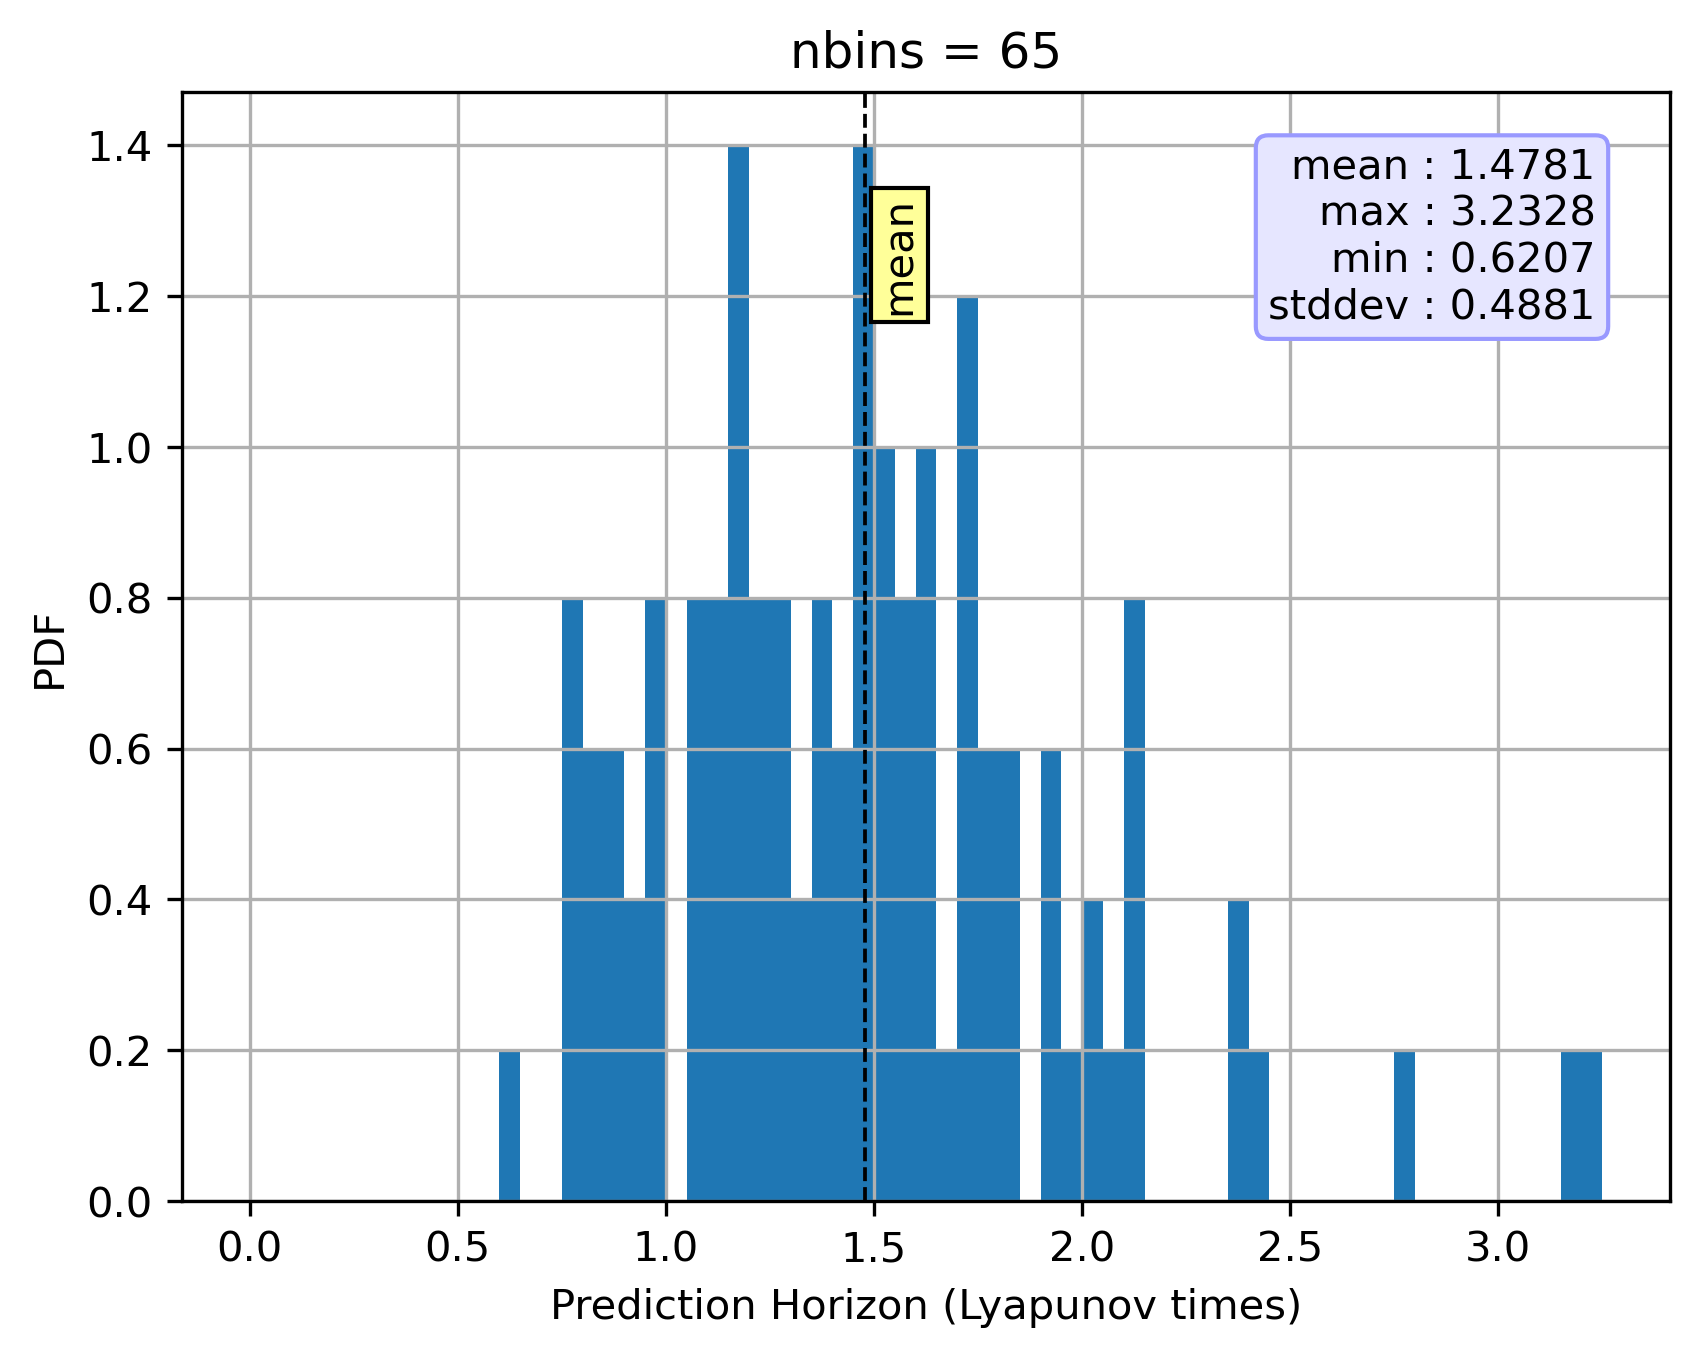 nbins = 65
mean : 1.4781
max : 3.2328
min : 0.6207
stddev : 0.4881
mean
PDF
1.4
1.2
1.0
0.8
0.6
0.4
0.2
0.0
0.0 0.5 1.0 1.5 2.0 2.5 3.0
Prediction Horizon (Lyapunov times)